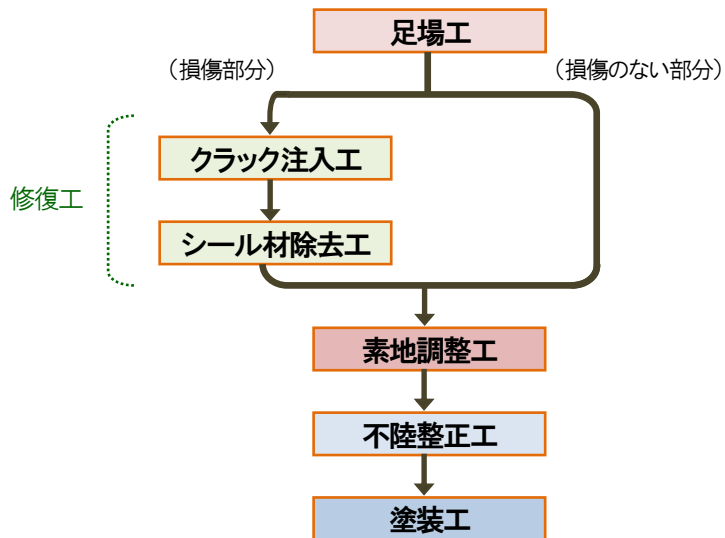 足場工
（損傷部分）
（損傷のない部分）
クラック注入工
修復工
シール材除去工
素地調整工
不陸整正工
塗装工